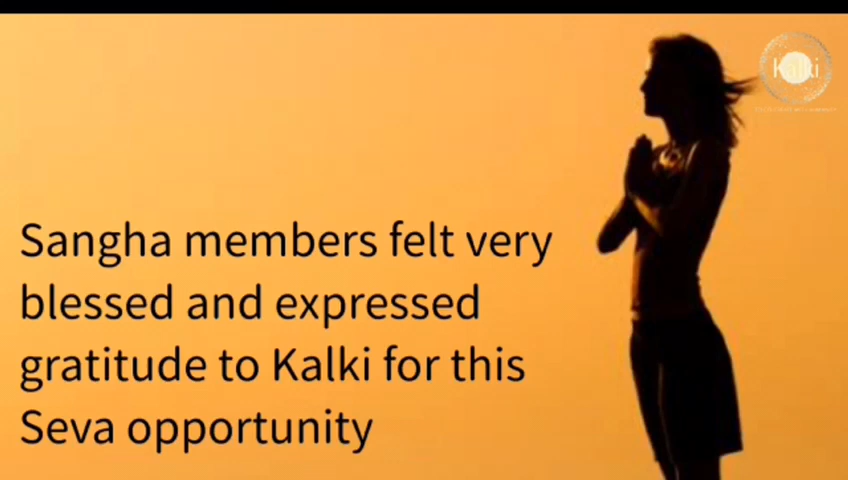 Kalki
Sangha members felt very
blessed and expressed
gratitude to Kalki for this
Seva opportunity